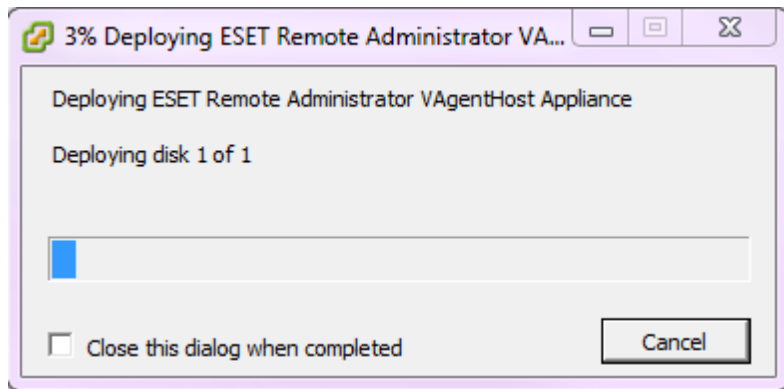 3% Deploying ESET Remote Administrator VA...
Deploying ESET Remote Administrator VAgentHost Appliance
Deploying disk 1 of 1
Close this dialog when completed
Cancel